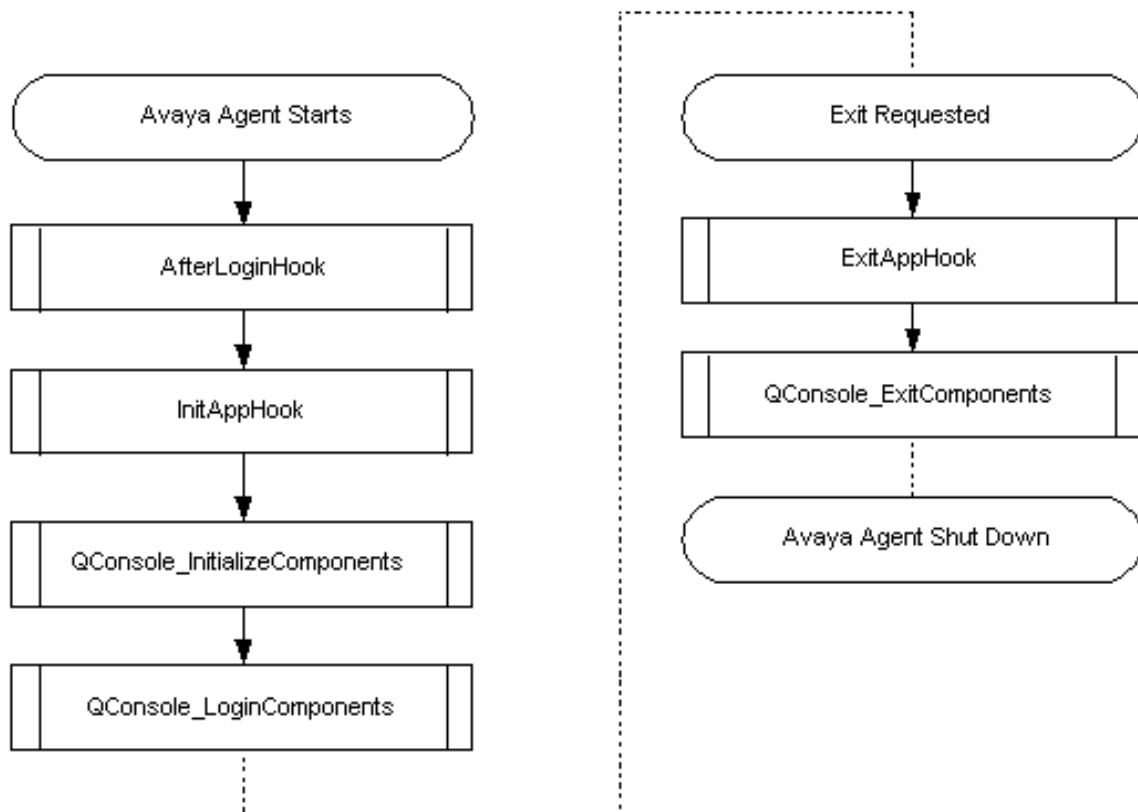 Avaya Agent Starts
AfterLoginHook
InitAppHook
QConsole_InitializeComponents
QConsole_LoginComponents
Exit Requested
ExitAppHook
QConsole_ExitComponents
Avaya Agent Shut Down